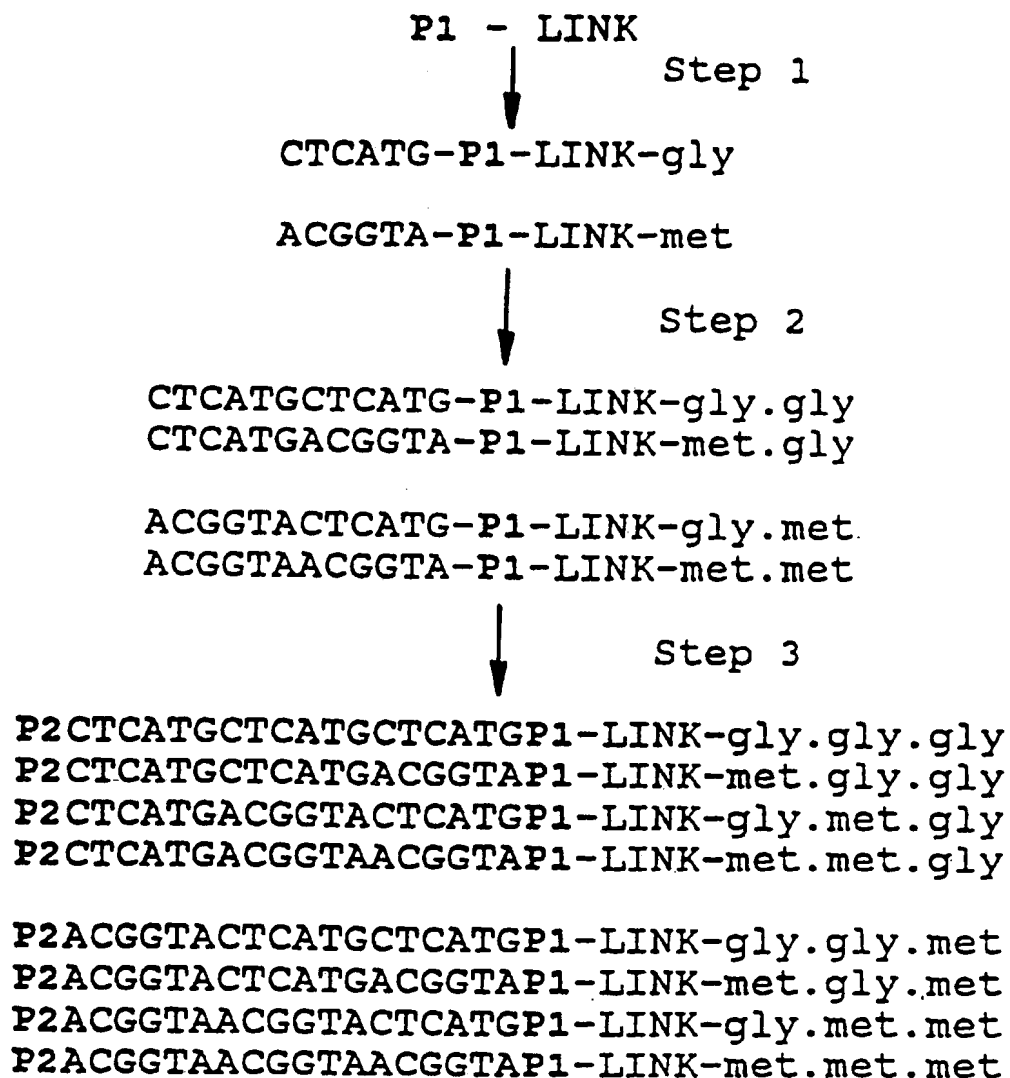 P1 - LINK
Step 1
CTCATG-P1-LINK-gly
ACGGTA-P1-LINK-met
Step 2
CTCATGCTCATG-P1-LINK-gly.gly
CTCATGACGGTA-P1-LINK-met.gly
ACGGTACTCATG-P1-LINK-gly.met
ACGGTAACGGTA-P1-LINK-met.met
Step 3
P2CTCATGCTCATGCTCATGP1-LINK-gly.gly.gly
P2CTCATGCTCATGACGGTAP1-LINK-met.gly.gly
P2CTCATGACGGTACTCATGP1-LINK-gly.met.gly
P2CTCATGACGGTAACGGTAP1-LINK-met.met.gly
P2ACGGTACTCATGCTCATGP1-LINK-gly.gly.met
P2ACGGTACTCATGACGGTAP1-LINK-met.gly.met
P2ACGGTAACGGTACTCATGP1-LINK-gly.met.met
P2ACGGTAACGGTAACGGTAP1-LINK-met.met.met